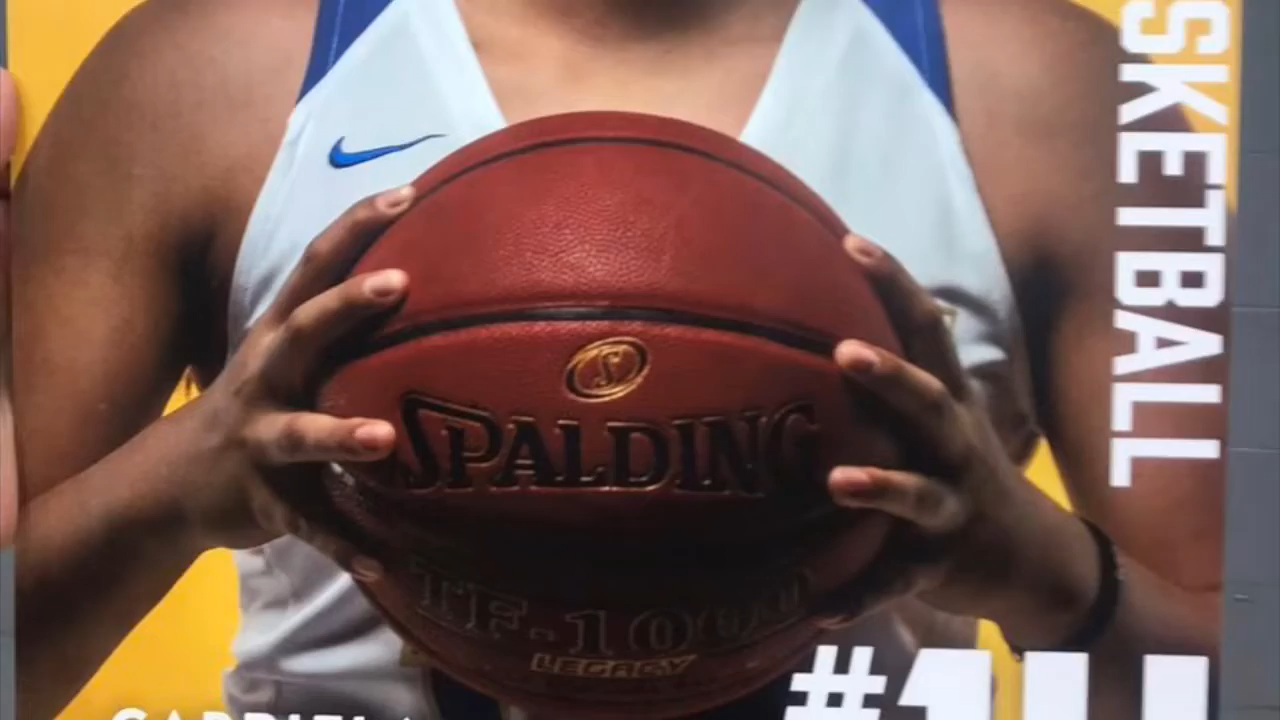 SKETBALL
S
SPALDING
TF-1000
LEGACY